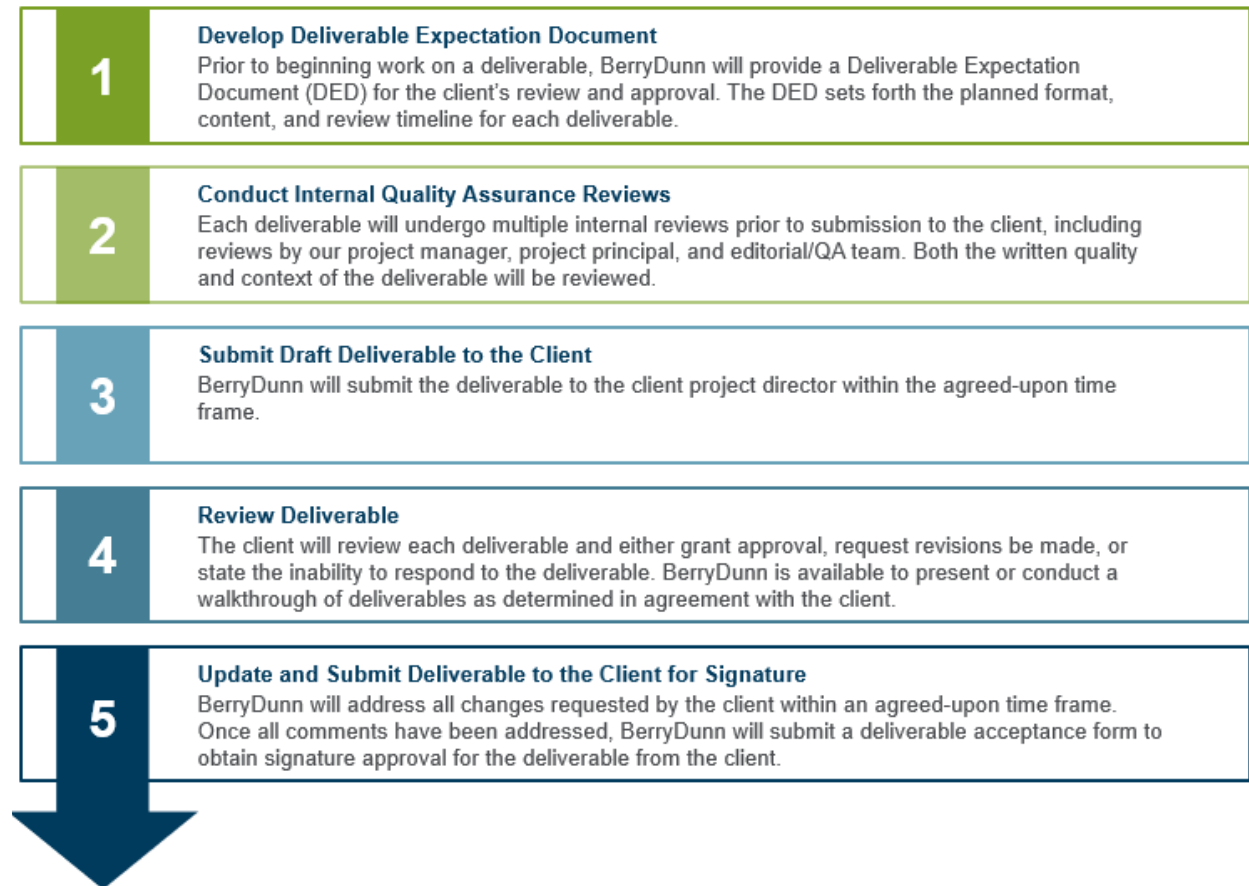 1
Develop Deliverable Expectation Document
Prior to beginning work on a deliverable, BerryDunn will provide a Deliverable Expectation
Document (DED) for the client's review and approval. The DED sets forth the planned format,
content, and review timeline for each deliverable.
2
Conduct Internal Quality Assurance Reviews
Each deliverable will undergo multiple internal reviews prior to submission to the client, including
reviews by our project manager, project principal, and editorial/QA team. Both the written quality
and context of the deliverable will be reviewed.
3
Submit Draft Deliverable to the Client
BerryDunn will submit the deliverable to the client project director within the agreed-upon time
frame.
4
Review Deliverable
The client will review each deliverable and either grant approval, request revisions be made, or
state the inability to respond to the deliverable. BerryDunn is available to present or conduct a
walkthrough of deliverables as determined in agreement with the client.
5
Update and Submit Deliverable to the Client for Signature
BerryDunn will address all changes requested by the client within an agreed-upon time frame.
Once all comments have been addressed, BerryDunn will submit a deliverable acceptance form to
obtain signature approval for the deliverable from the client.